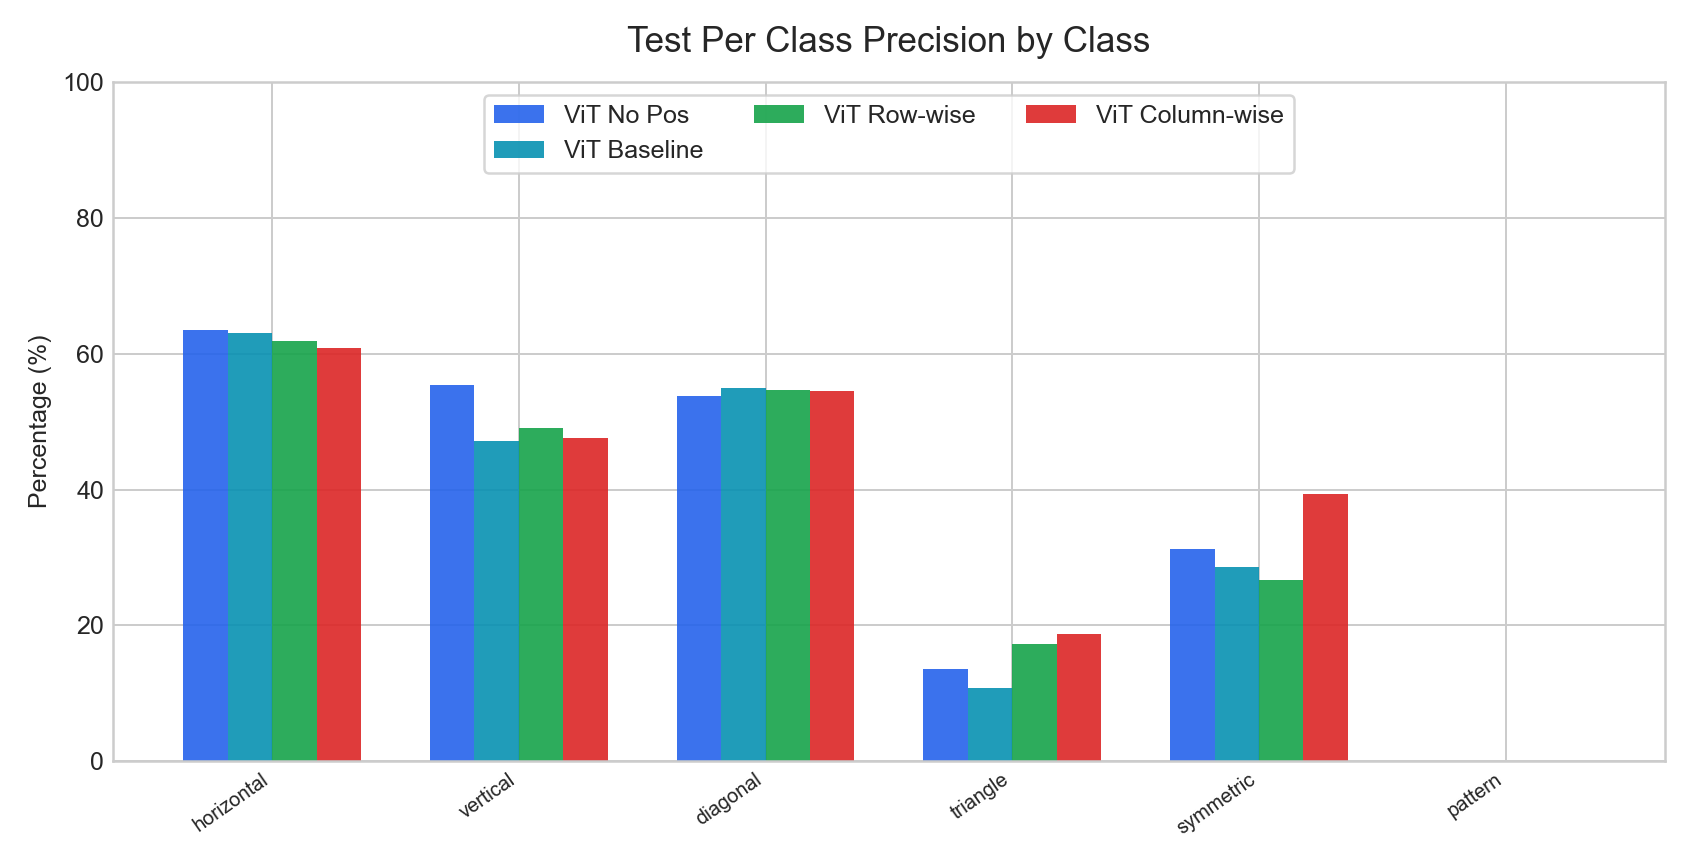 Test Per Class Precision by Class
100
80
60
40
20
0
Percentage (%)
ViT No Pos
ViT Baseline
ViT Row-wise
ViT Column-wise
horizontal
vertical
diagonal
triangle
symmetric
pattern